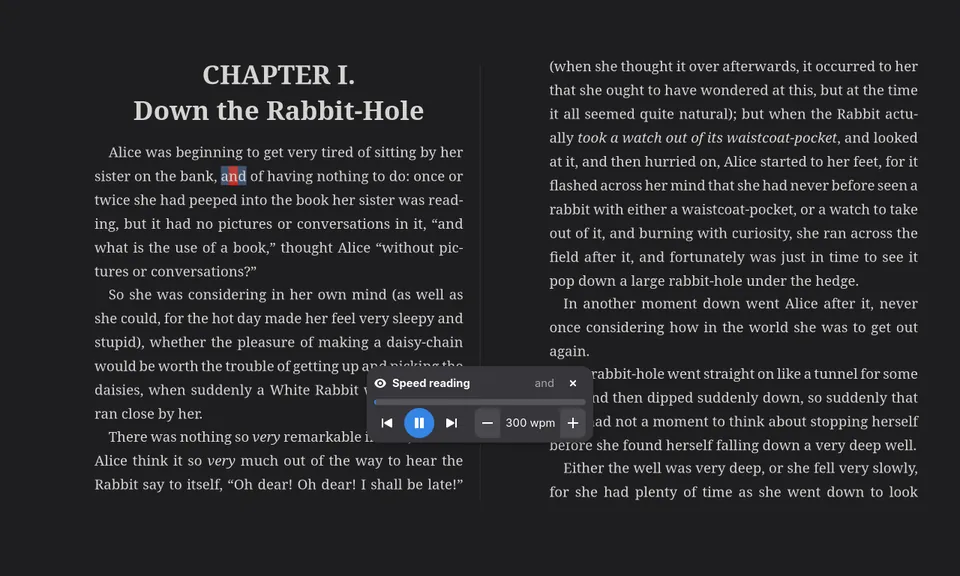 CHAPTER I.
Down the Rabbit-Hole
Alice was beginning to get very tired of sitting by her
sister on the bank, and of having nothing to do: once or
twice she had peeped into the book her sister was read-
ing, but it had no pictures or conversations in it, “and
what is the use of a book,” thought Alice “without pic-
tures or conversations?”
So she was considering in her own mind (as well as
she could, for the hot day made her feel very sleepy and
stupid), whether the pleasure of making a daisy-chain
would be worth the trouble of getting up and picking the
daisies, when suddenly a White Rabbit
ran close by her.
There was nothing so very remarkable
Alice think it so very much out of the way to hear the
Rabbit say to itself, “Oh dear! Oh dear! I shall be late!”
(when she thought it over afterwards, it occurred to her
that she ought to have wondered at this, but at the time
it all seemed quite natural); but when the Rabbit actu-
ally took a watch out of its waistcoat-pocket, and looked
at it, and then hurried on, Alice started to her feet, for it
flashed across her mind that she had never before seen a
rabbit with either a waistcoat-pocket, or a watch to take
out of it, and burning with curiosity, she ran across the
field after it, and fortunately was just in time to see it
pop down a large rabbit-hole under the hedge.
In another moment down went Alice after it, never
once considering how in the world she was to get out
again.
rabbit-hole went straight on like a tunnel for some
and then dipped suddenly down, so suddenly that
had not a moment to think about stopping herself
before she found herself falling down a very deep well.
Either the well was very deep, or she fell very slowly,
for she had plenty of time as she went down to look
Speed reading and
300 wpm